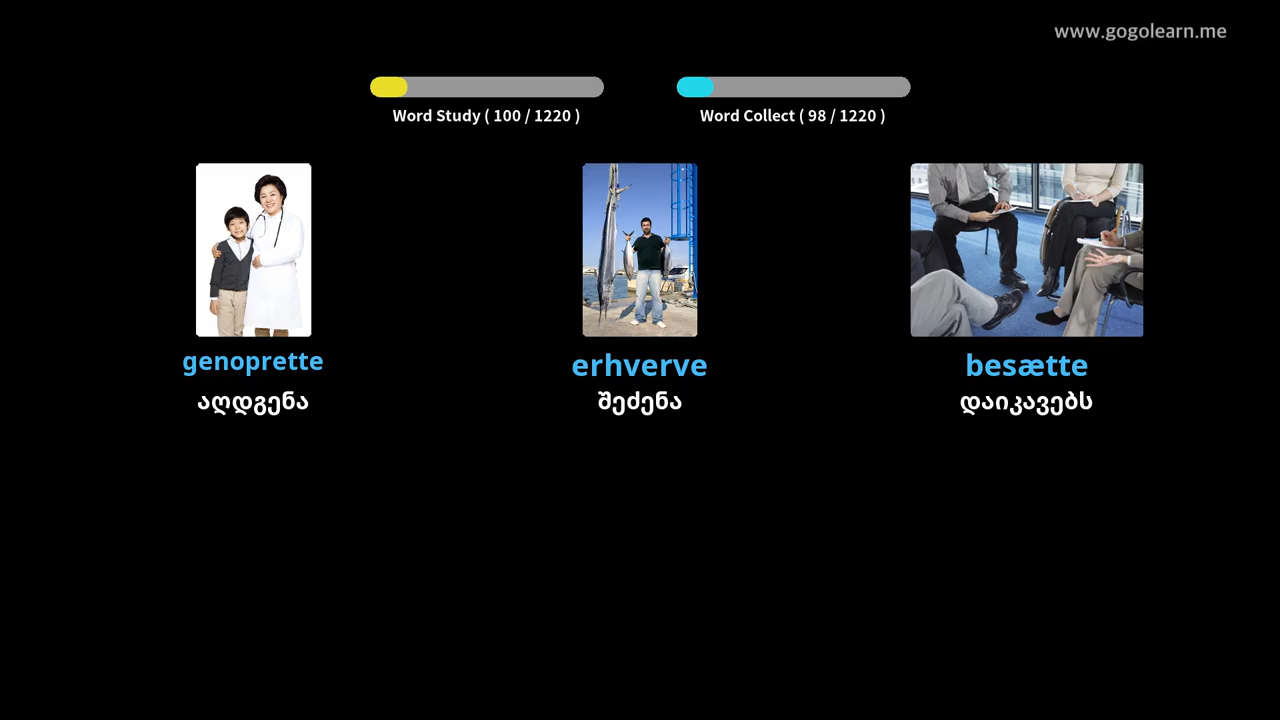 www.gogolearn.me
Word Study ( 100 / 1220 )
Word Collect ( 98 / 1220 )
genoprette
აღდგენა
erhverve
შეძენა
besætte
დაიკავებს